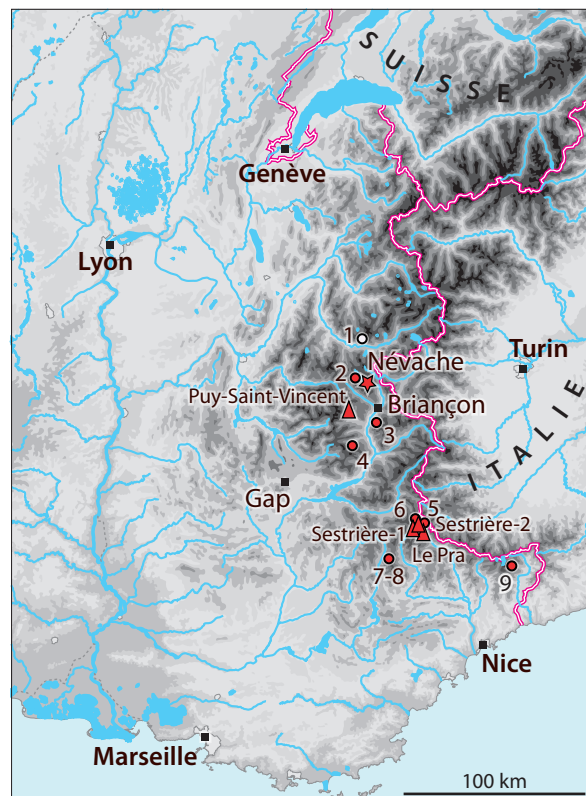 SUISSE
Genève
Lyon
1
Névache
Turin
2
Puy-Saint-Vincent
Briançon
3
4
ITALIE
Gap
6
5
Sestrière-1
Sestrière-2
Le Pra
7-8
9
Nice
Marseille
100 km